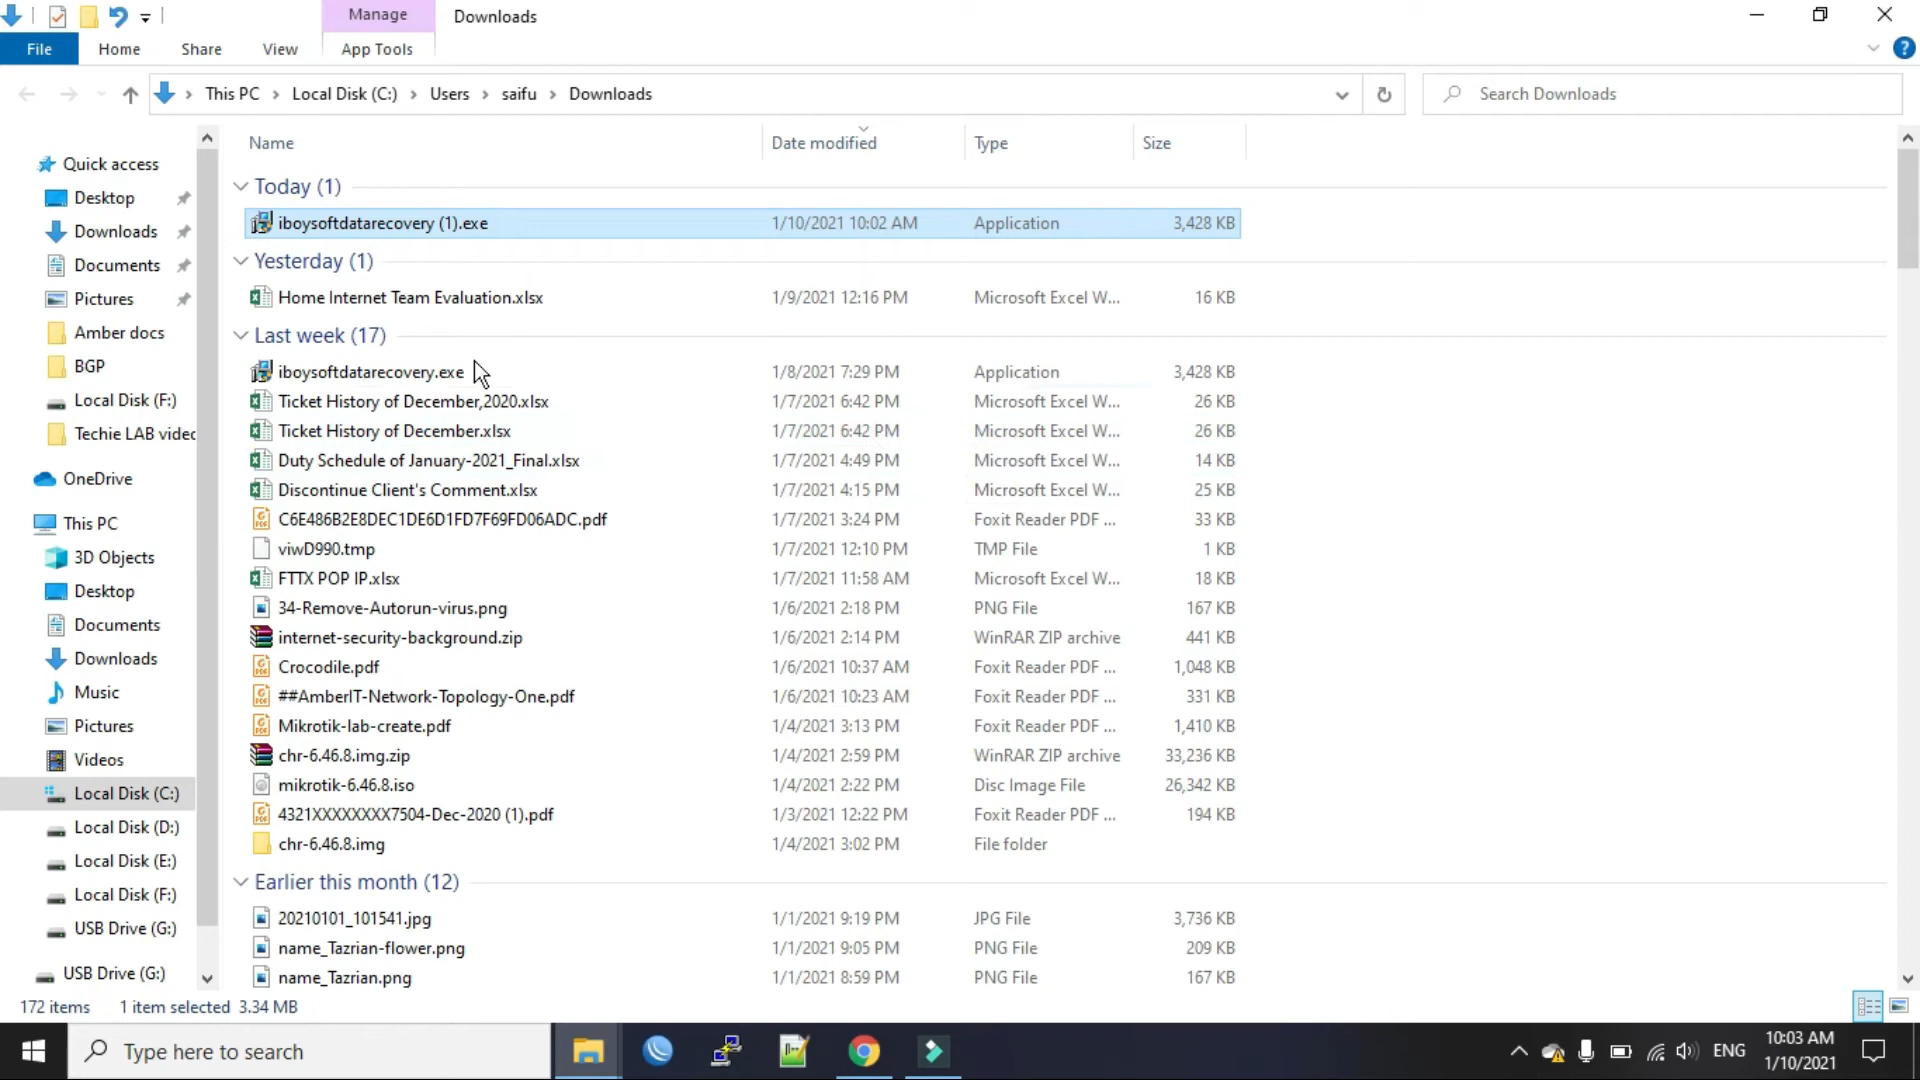 Manage
Downloads
File
Home
Share
View
App Tools
This PC > Local Disk (C:) > Users > saifu > Downloads
Search Downloads
Name
Date modified
Type
Size
Quick access
Desktop
Downloads
Documents
Pictures
Amber docs
BGP
Local Disk (F:)
Techie LAB videc
OneDrive
This PC
3D Objects
Desktop
Documents
Downloads
Music
Pictures
Videos
Local Disk (C:)
Local Disk (D:)
Local Disk (E:)
Local Disk (F:)
USB Drive (G:)
USB Drive (G:)
Today (1)
iboysoftdatarecovery (1).exe 1/10/2021 10:02 AM Application 3,428 KB
Yesterday (1)
Home Internet Team Evaluation.xlsx 1/9/2021 12:16 PM Microsoft Excel W... 16 KB
Last week (17)
iboysoftdatarecovery.exe 1/8/2021 7:29 PM Application 3,428 KB
Ticket History of December,2020.xlsx 1/7/2021 6:42 PM Microsoft Excel W... 26 KB
Ticket History of December.xlsx 1/7/2021 6:42 PM Microsoft Excel W... 26 KB
Duty Schedule of January-2021_Final.xlsx 1/7/2021 4:49 PM Microsoft Excel W... 14 KB
Discontinue Client's Comment.xlsx 1/7/2021 4:15 PM Microsoft Excel W... 25 KB
C6E486B2E8DEC1DE6D1FD7F69FD06ADC.pdf 1/7/2021 3:24 PM Foxit Reader PDF ... 33 KB
viwD990.tmp 1/7/2021 12:10 PM TMP File 1 KB
FTTX POP IP.xlsx 1/7/2021 11:58 AM Microsoft Excel W... 18 KB
34-Remove-Autorun-virus.png 1/6/2021 2:18 PM PNG File 167 KB
internet-security-background.zip 1/6/2021 2:14 PM WinRAR ZIP archive 441 KB
Crocodile.pdf 1/6/2021 10:37 AM Foxit Reader PDF ... 1,048 KB
##AmberIT-Network-Topology-One.pdf 1/6/2021 10:23 AM Foxit Reader PDF ... 331 KB
Mikrotik-lab-create.pdf 1/4/2021 3:13 PM Foxit Reader PDF ... 1,410 KB
chr-6.46.8.img.zip 1/4/2021 2:59 PM WinRAR ZIP archive 33,236 KB
mikrotik-6.46.8.iso 1/4/2021 2:22 PM Disc Image File 26,342 KB
4321XXXXXXXX7504-Dec-2020 (1).pdf 1/3/2021 12:22 PM Foxit Reader PDF ... 194 KB
chr-6.46.8.img 1/4/2021 3:02 PM File folder
Earlier this month (12)
20210101_101541.jpg 1/1/2021 9:19 PM JPG File 3,736 KB
name_Tazrian-flower.png 1/1/2021 9:05 PM PNG File 209 KB
name_Tazrian.png 1/1/2021 8:59 PM PNG File 167 KB
172 items 1 item selected 3.34 MB
Type here to search
ENG
10:03 AM
1/10/2021